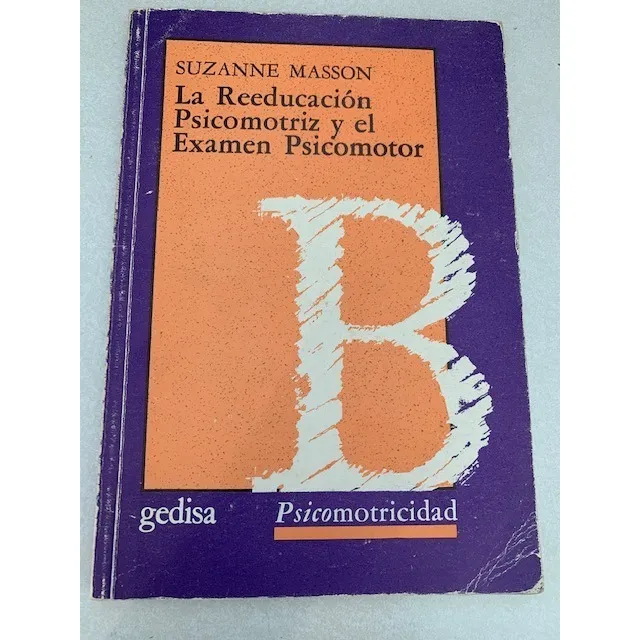 SUZANNE MASSON
La Reeducación
Psicomotriz y el
Examen Psicomotor
B
gedisa
Psicomotricidad